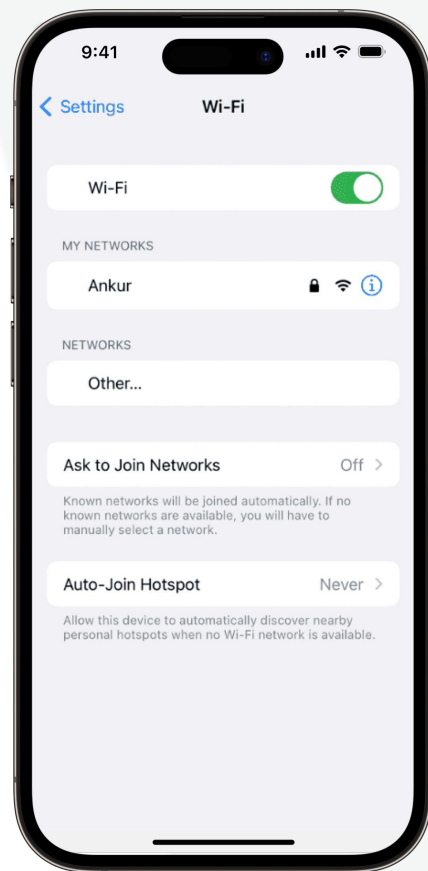 9:41
Settings
Wi-Fi
Wi-Fi
MY NETWORKS
Ankur
NETWORKS
Other...
Ask to Join Networks Off
Known networks will be joined automatically. If no
known networks are available, you will have to
manually select a network.
Auto-Join Hotspot Never
Allow this device to automatically discover nearby
personal hotspots when no Wi-Fi network is available.